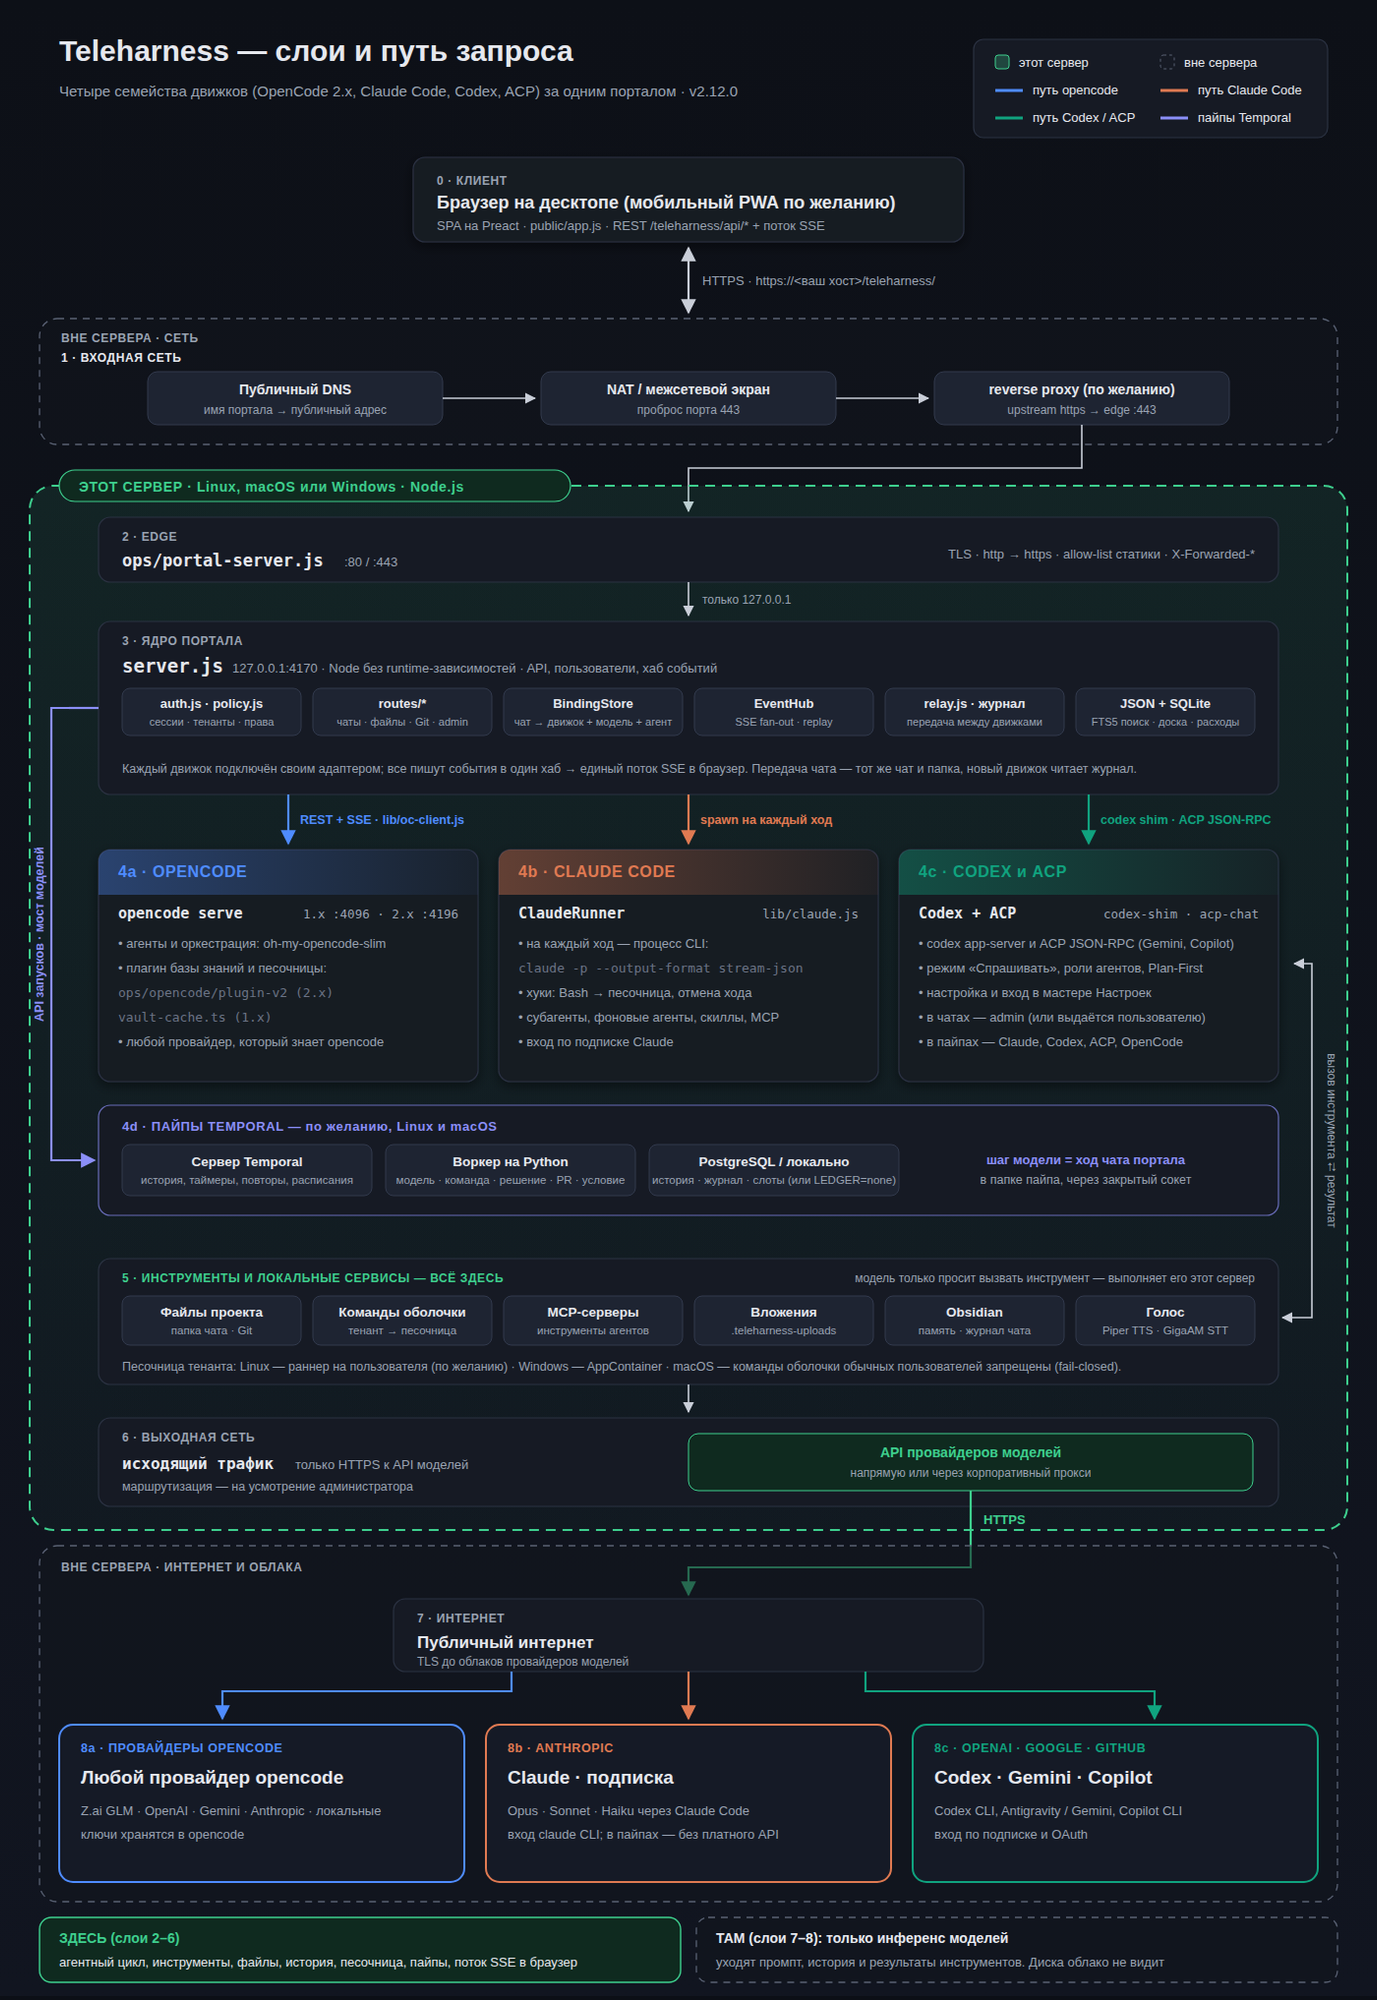 Teleharness — слои и путь запроса
Четыре семейства движков (OpenCode 2.x, Claude Code, Codex, ACP) за одним порталом · v2.12.0
этот сервер
вне сервера
путь opencode
путь Claude Code
путь Codex / ACP
пайпы Temporal
0 · КЛИЕНТ
Браузер на десктопе (мобильный PWA по желанию)
SPA на Preact · public/app.js · REST /teleharness/api/* + поток SSE
HTTPS · https://<ваш хост>/teleharness/
ВНЕ СЕРВЕРА · СЕТЬ
1 · ВХОДНАЯ СЕТЬ
Публичный DNS
имя портала → публичный адрес
NAT / межсетевой экран
проброс порта 443
reverse proxy (по желанию)
upstream https → edge :443
ЭТОТ СЕРВЕР · Linux, macOS или Windows · Node.js
2 · EDGE
ops/portal-server.js :80 / :443
TLS · http → https · allow-list статики · X-Forwarded-*
только 127.0.0.1
3 · ЯДРО ПОРТАЛА
server.js 127.0.0.1:4170 · Node без runtime-зависимостей · API, пользователи, хаб событий
auth.js · policy.js
сессии · тенанты · права
routes/*
чаты · файлы · Git · admin
BindingStore
чат → движок + модель + агент
EventHub
SSE fan-out · replay
relay.js · журнал
передача между движками
JSON + SQLite
FTS5 поиск · доска · расходы
Каждый движок подключён своим адаптером; все пишут события в один хаб → единый поток SSE в браузер. Передача чата — тот же чат и папка, новый движок читает журнал.
REST + SSE · lib/oc-client.js
spawn на каждый ход
codex shim · ACP JSON-RPC
API запусков · мост моделей
4a · OPENCODE
opencode serve 1.x :4096 · 2.x :4196
• агенты и оркестрация: oh-my-opencode-slim
• плагин базы знаний и песочницы:
ops/opencode/plugin-v2 (2.x)
vault-cache.ts (1.x)
• любой провайдер, который знает opencode
4b · CLAUDE CODE
ClaudeRunner lib/claude.js
• на каждый ход — процесс CLI:
claude -p --output-format stream-json
• хуки: Bash → песочница, отмена хода
• субагенты, фоновые агенты, скиллы, MCP
• вход по подписке Claude
4c · CODEX и ACP
Codex + ACP codex-shim · acp-chat
• codex app-server и ACP JSON-RPC (Gemini, Copilot)
• режим «Спрашивать», роли агентов, Plan-First
• настройка и вход в мастере Настроек
• в чатах — admin (или выдаётся пользователю)
• в пайпах — Claude, Codex, ACP, OpenCode
вызов инструмента ⇄ результат
4d · ПАЙПЫ TEMPORAL — по желанию, Linux и macOS
Сервер Temporal
история, таймеры, повторы, расписания
Воркер на Python
модель · команда · решение · PR · условие
PostgreSQL / локально
история · журнал · слоты (или LEDGER=none)
шаг модели = ход чата портала
в папке пайпа, через закрытый сокет
5 · ИНСТРУМЕНТЫ И ЛОКАЛЬНЫЕ СЕРВИСЫ — ВСЁ ЗДЕСЬ
модель только просит вызвать инструмент — выполняет его этот сервер
Файлы проекта
папка чата · Git
Команды оболочки
тенант → песочница
MCP-серверы
инструменты агентов
Вложения
.teleharness-uploads
Obsidian
память · журнал чата
Голос
Piper TTS · GigaAM STT
Песочница тенанта: Linux — раннер на пользователя (по желанию) · Windows — AppContainer · macOS — команды оболочки обычных пользователей запрещены (fail-closed).
6 · ВЫХОДНАЯ СЕТЬ
исходящий трафик только HTTPS к API моделей
маршрутизация — на усмотрение администратора
API провайдеров моделей
напрямую или через корпоративный прокси
HTTPS
ВНЕ СЕРВЕРА · ИНТЕРНЕТ И ОБЛАКА
7 · ИНТЕРНЕТ
Публичный интернет
TLS до облаков провайдеров моделей
8a · ПРОВАЙДЕРЫ OPENCODE
Любой провайдер opencode
Z.ai GLM · OpenAI · Gemini · Anthropic · локальные
ключи хранятся в opencode
8b · ANTHROPIC
Claude · подписка
Opus · Sonnet · Haiku через Claude Code
вход claude CLI; в пайпах — без платного API
8c · OPENAI · GOOGLE · GITHUB
Codex · Gemini · Copilot
Codex CLI, Antigravity / Gemini, Copilot CLI
вход по подписке и OAuth
ЗДЕСЬ (слои 2–6)
агентный цикл, инструменты, файлы, история, песочница, пайпы, поток SSE в браузер
ТАМ (слои 7–8): только инференс моделей
уходят промпт, история и результаты инструментов. Диска облако не видит